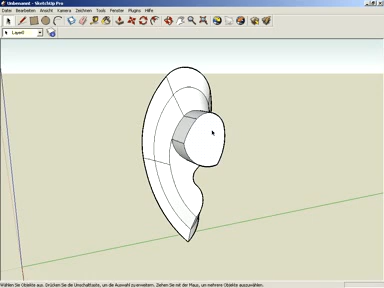 Unbenannt - SketchUp Pro
Datei Bearbeiten Ansicht Kamera Zeichnen Tools Fenster Plugins Hilfe
Layer0
Wählen Sie Objekte aus. Drücken Sie die Umschalttaste, um die Auswahl zu erweitern. Ziehen Sie mit der Maus, um mehrere Objekte auszuwählen.